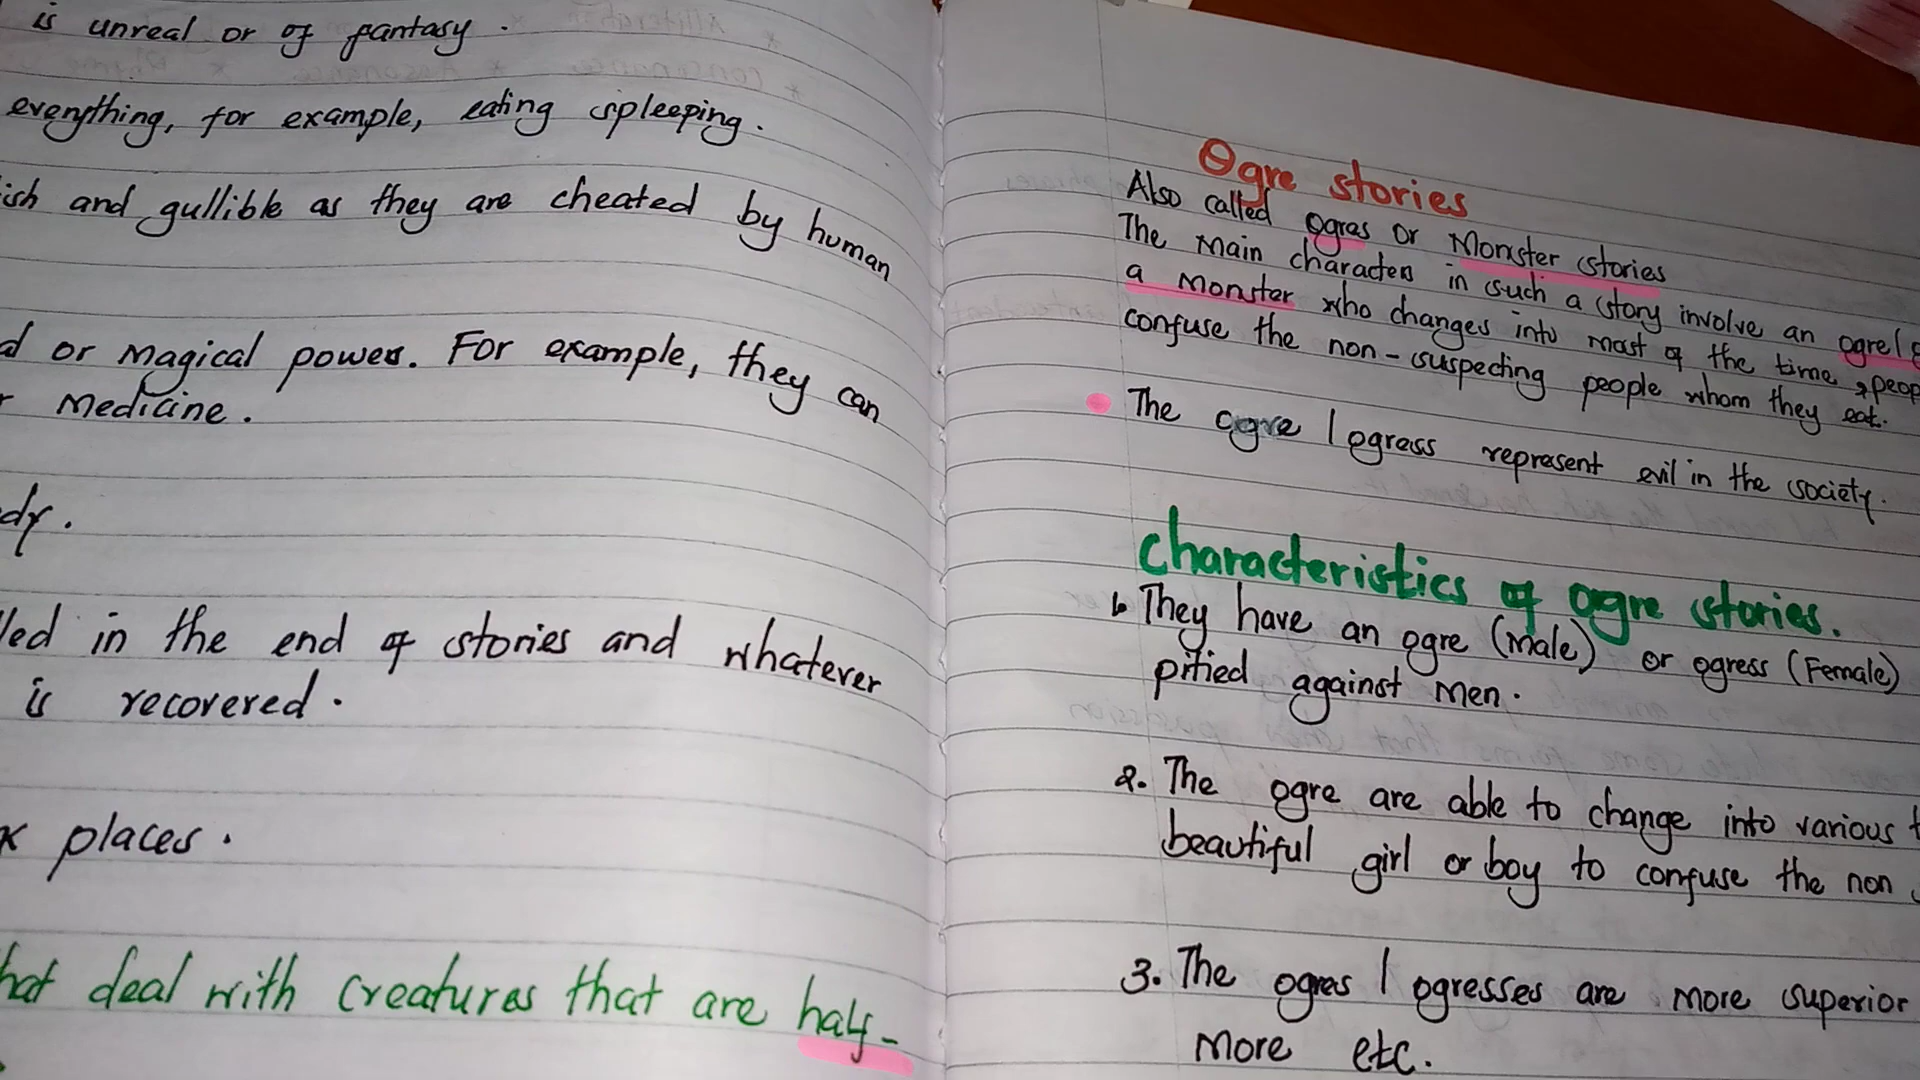 is unreal or of fantasy.
everything, for example, eating spleeping.
ish and gullible as they are cheated by human
d or magical power. For example, they can
r medicine.
dy.
led in the end of stories and whatever
is recovered.
x places.
hat deal with creatures that are half-
Ogre stories
Also called ogras or Monster stories
The main characters in such a story involve an ogre/
a monster who changes into most of the time, peop
confuse the non-suspecting people whom they eat.
The ogre / ogress represent evil in the society.
Characteristics of ogre stories.
1. They have an ogre (male) or ogress (Female)
pitied against men.
2. The ogre are able to change into various
beautiful girl or boy to confuse the non
3. The ogres / ogresses are more superior
more etc.